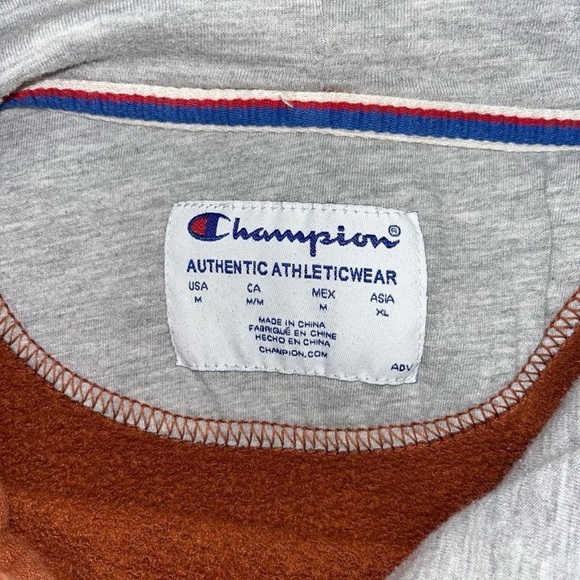 Champion®
AUTHENTIC ATHLETICWEAR
USA CA MEX ASIA
M M/M M XL
MADE IN CHINA
FABRIQUÉ EN CHINE
HECHO EN CHINA
CHAMPION.COM
ADV